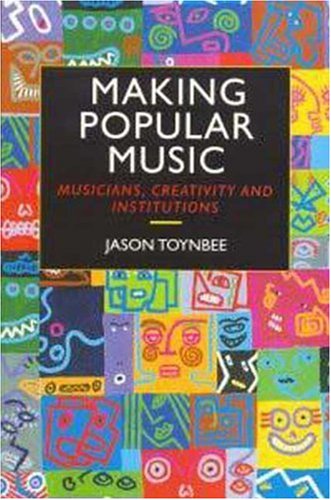 MAKING
POPULAR
MUSIC
MUSICIANS, CREATIVITY AND
INSTITUTIONS
JASON TOYNBEE